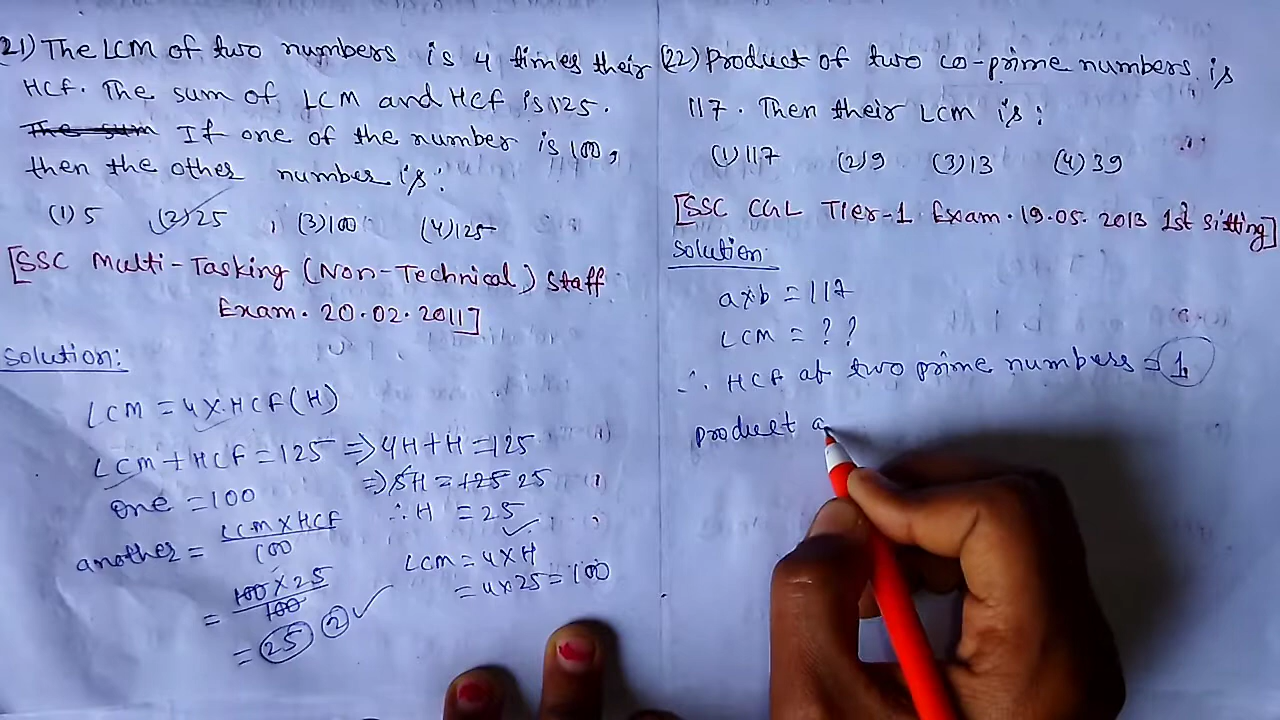 21) The LCM of two numbers is 4 times their
HCF. The sum of LCM and HCF is 125.
The sum If one of the number is 100,
then the other number is:
(1) 5 (2) 25 , (3) 100 (4) 125
[SSC Multi-Tasking (Non-Technical) Staff
Exam. 20.02.2011]
Solution:
LCM = 4 x HCF (H)
LCM + HCF = 125 => 4H + H = 125
=> 5H = 125 25
one = 100
∴ H = 25
another = LCM x HCF
100
LCM = 4 x H
= 4 x 25 = 100
= 100 x 25
100
= 25 2 ✓
(22) Product of two co-prime numbers is
117. Then their LCM is:
(1) 117 (2) 9 (3) 13 (4) 39
[SSC CGL Tier-1 Exam. 19.05.2013 1st Sitting]
Solution
a x b = 117
LCM = ??
∴ HCF of two prime numbers = 1
product